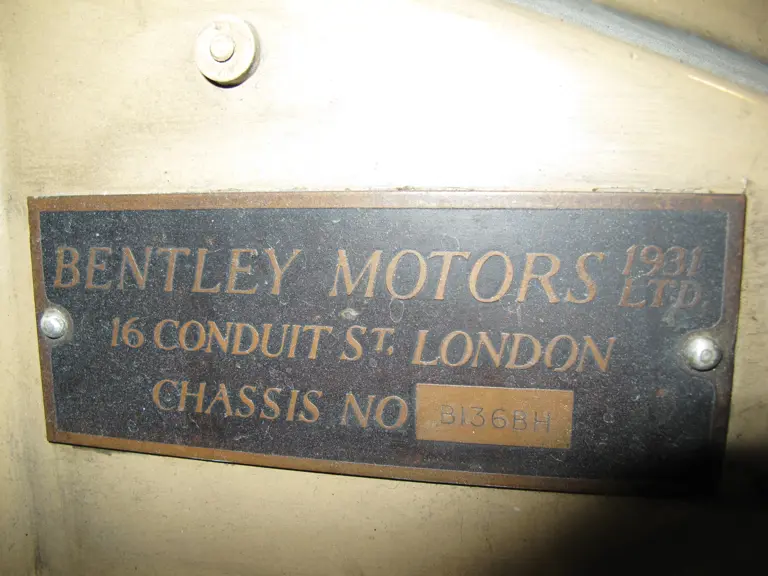 BENTLEY MOTORS 1931 LTD.
16 CONDUIT ST. LONDON
CHASSIS NO B136BH